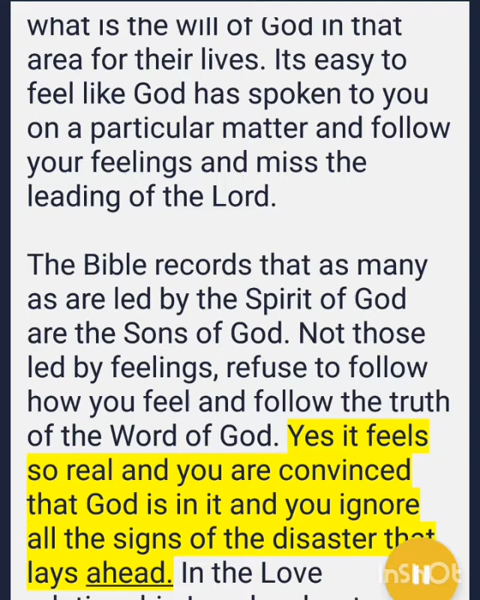 what is the will of God in that
area for their lives. Its easy to
feel like God has spoken to you
on a particular matter and follow
your feelings and miss the
leading of the Lord.
The Bible records that as many
as are led by the Spirit of God
are the Sons of God. Not those
led by feelings, refuse to follow
how you feel and follow the truth
of the Word of God. Yes it feels
so real and you are convinced
that God is in it and you ignore
all the signs of the disaster that
lays ahead. In the Love
InShOt